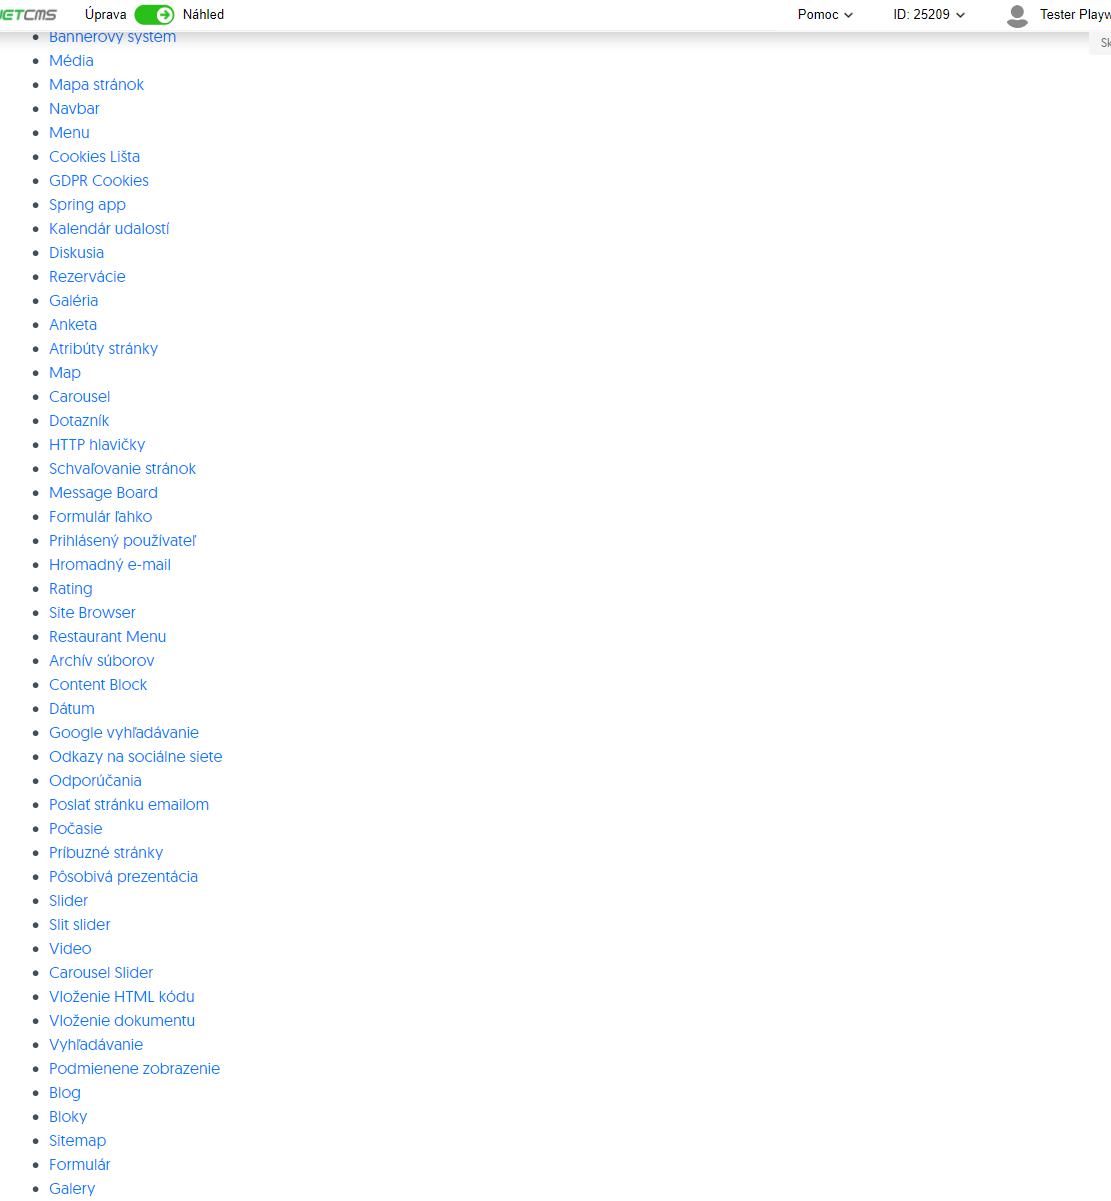 JETCMS Úprava Náhled Pomoc ID: 25209 Tester Playw
Bannerový systém
Sk
Média
Mapa stránok
Navbar
Menu
Cookies Lišta
GDPR Cookies
Spring app
Kalendár udalostí
Diskusia
Rezervácie
Galéria
Anketa
Atribúty stránky
Map
Carousel
Dotazník
HTTP hlavičky
Schvaľovanie stránok
Message Board
Formulár ľahko
Prihlásený používateľ
Hromadný e-mail
Rating
Site Browser
Restaurant Menu
Archív súborov
Content Block
Dátum
Google vyhľadávanie
Odkazy na sociálne siete
Odporúčania
Poslať stránku emailom
Počasie
Príbuzné stránky
Pôsobivá prezentácia
Slider
Slit slider
Video
Carousel Slider
Vloženie HTML kódu
Vloženie dokumentu
Vyhľadávanie
Podmienene zobrazenie
Blog
Bloky
Sitemap
Formulár
Galery